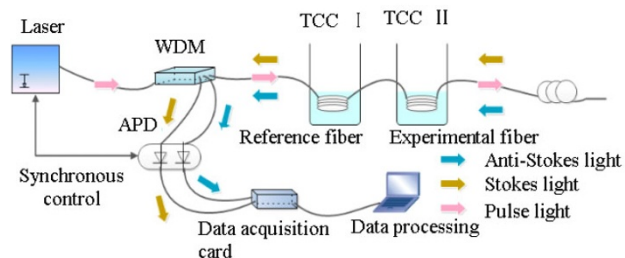 Laser
WDM
TCC I
TCC II
APD
Reference fiber
Experimental fiber
Synchronous
control
Anti-Stokes light
Stokes light
Pulse light
Data acquisition
card
Data processing